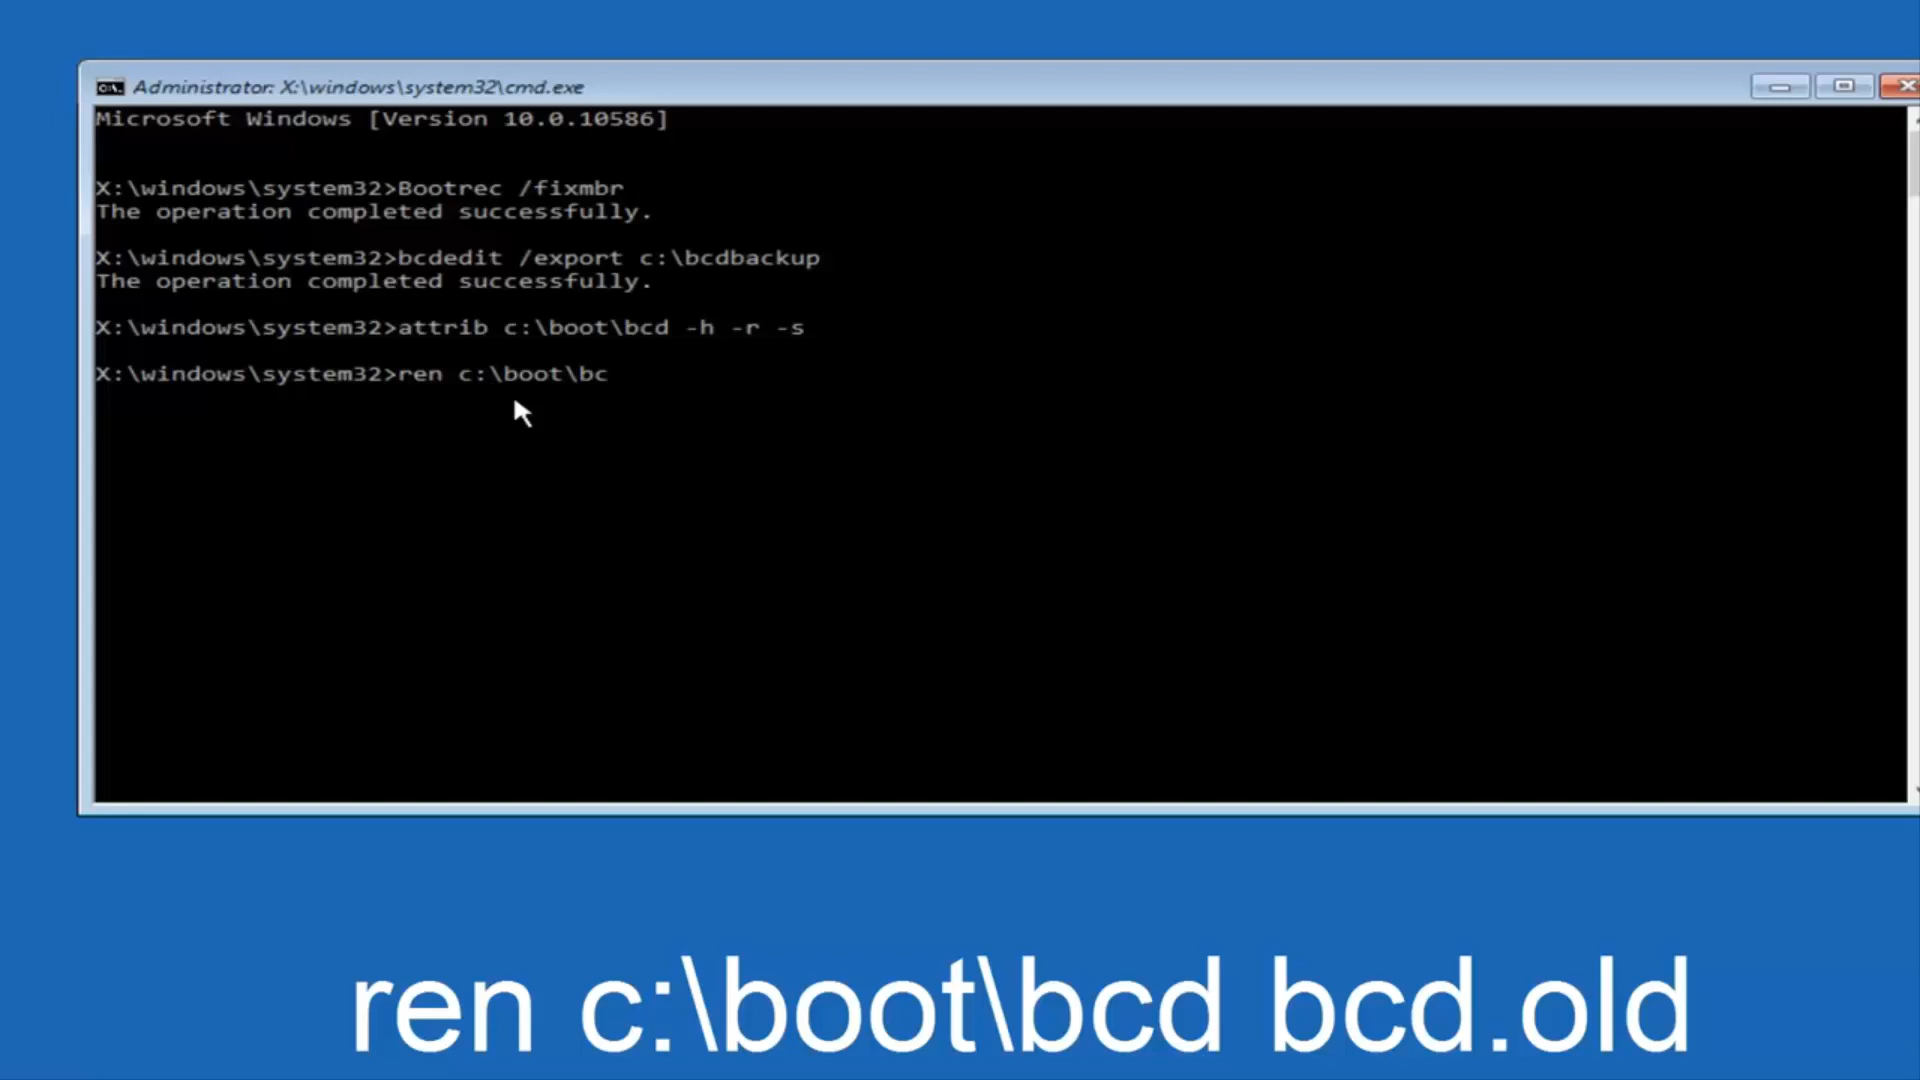 Administrator: X:\windows\system32\cmd.exe
Microsoft Windows [Version 10.0.10586]
X:\windows\system32>Bootrec /fixmbr
The operation completed successfully.
X:\windows\system32>bcdedit /export c:\bcdbackup
The operation completed successfully.
X:\windows\system32>attrib c:\boot\bcd -h -r -s
X:\windows\system32>ren c:\boot\bc
ren c:\boot\bcd bcd.old